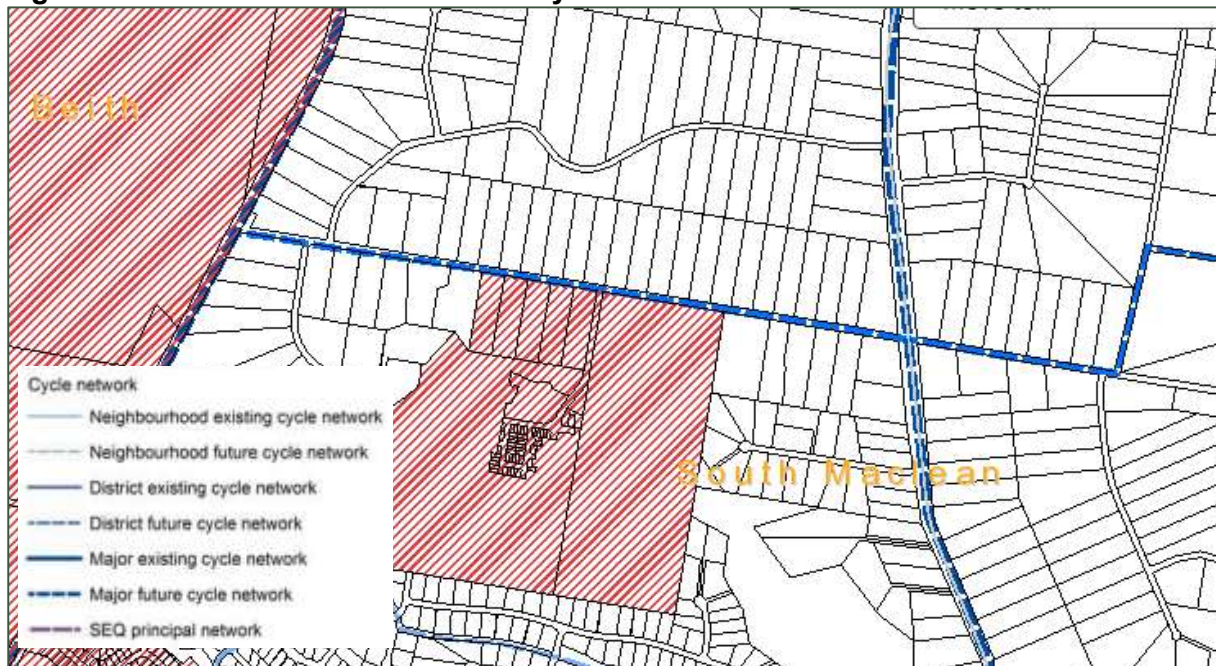 Beith
South Maclean
Cycle network
Neighbourhood existing cycle network
Neighbourhood future cycle network
District existing cycle network
District future cycle network
Major existing cycle network
Major future cycle network
SEQ principal network